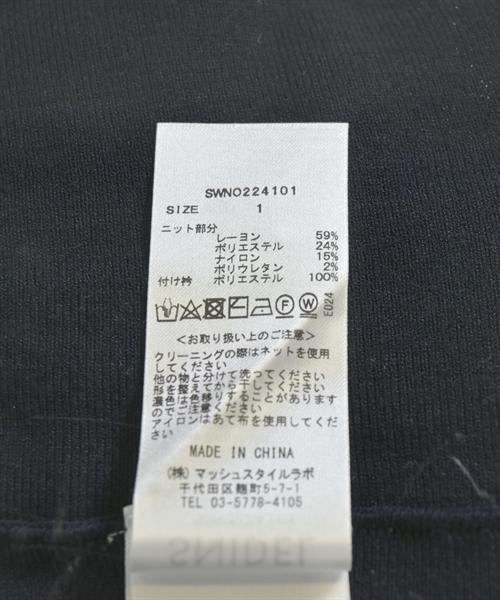 SWNO224101
SIZE 1
ニット部分
レーヨン 59%
ポリエステル 24%
ナイロン 15%
ポリウレタン 2%
付け衿 ポリエステル 100%
F W
E024
<お取り扱い上のご注意>
クリーニングの際はネットを使用
してください
他の物と分けて洗ってください
形を整えてから干してください
濃色は色移りすることがあります
のでご注意ください
アイロンはあて布を使用してくだ
さい
MADE IN CHINA
(株) マッシュスタイルラボ
千代田区麹町5-7-1
TEL 03-5778-4105
SNIDEL